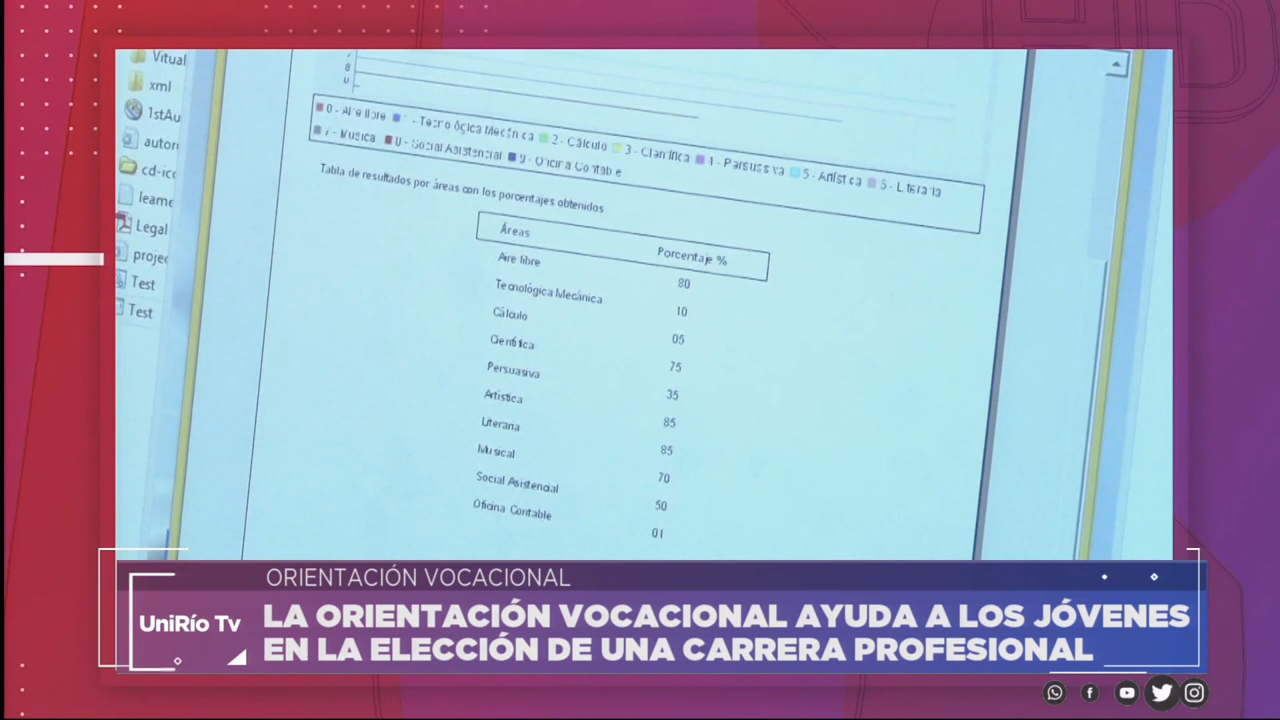 Vitual
xml
1stAu
autor
cd-ico
leame
Legal
projec
Test
Test
8
0 - Aire libre 1 - Tecnológica Mecánica 2 - Cálculo 3 - Científica 4 - Persuasiva 5 - Artística 6 - Literaria
7 - Musica 8 - Social Asistencial 9 - Oficina Contable
Tabla de resultados por áreas con los porcentajes obtenidos
Áreas Porcentaje %
Aire libre 80
Tecnológica Mecánica 10
Cálculo 05
Científica 75
Persuasiva 35
Artística 85
Literaria 85
Musical 70
Social Asistencial 50
Oficina Contable 01
ORIENTACIÓN VOCACIONAL
UniRío Tv
LA ORIENTACIÓN VOCACIONAL AYUDA A LOS JÓVENES
EN LA ELECCIÓN DE UNA CARRERA PROFESIONAL